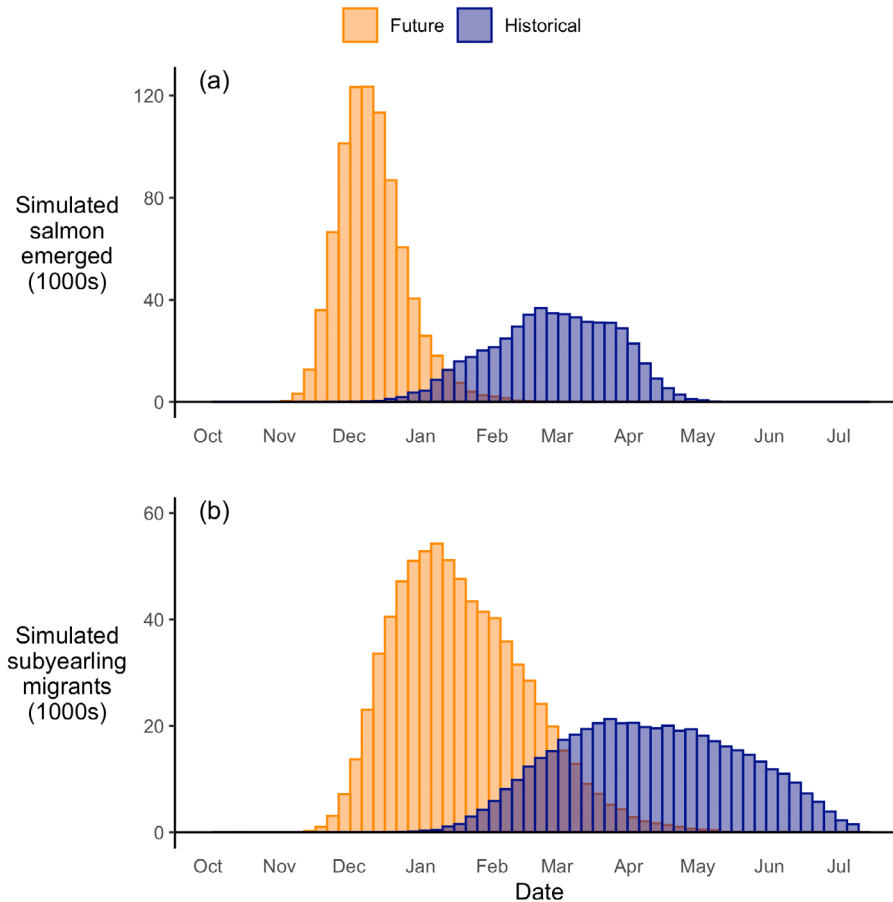 Future Historical
(a)
120
80
40
0
Simulated
salmon
emerged
(1000s)
Oct Nov Dec Jan Feb Mar Apr May Jun Jul
(b)
60
40
20
0
Simulated
subyearling
migrants
(1000s)
Oct Nov Dec Jan Feb Mar Apr May Jun Jul
Date